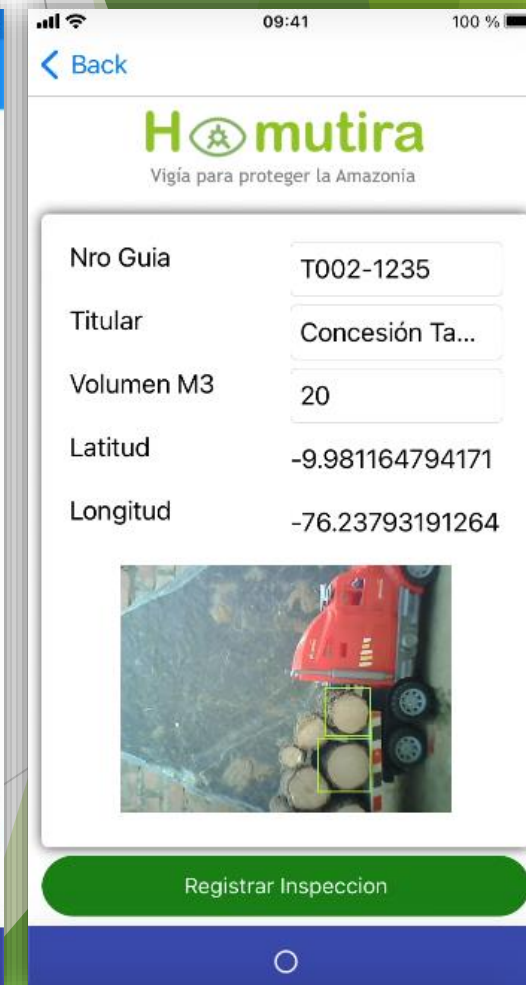 09:41 100 %
Back
Homutira
Vigía para proteger la Amazonía
Nro Guia T002-1235
Titular Concesión Ta...
Volumen M3 20
Latitud -9.981164794171
Longitud -76.23793191264
Registrar Inspeccion